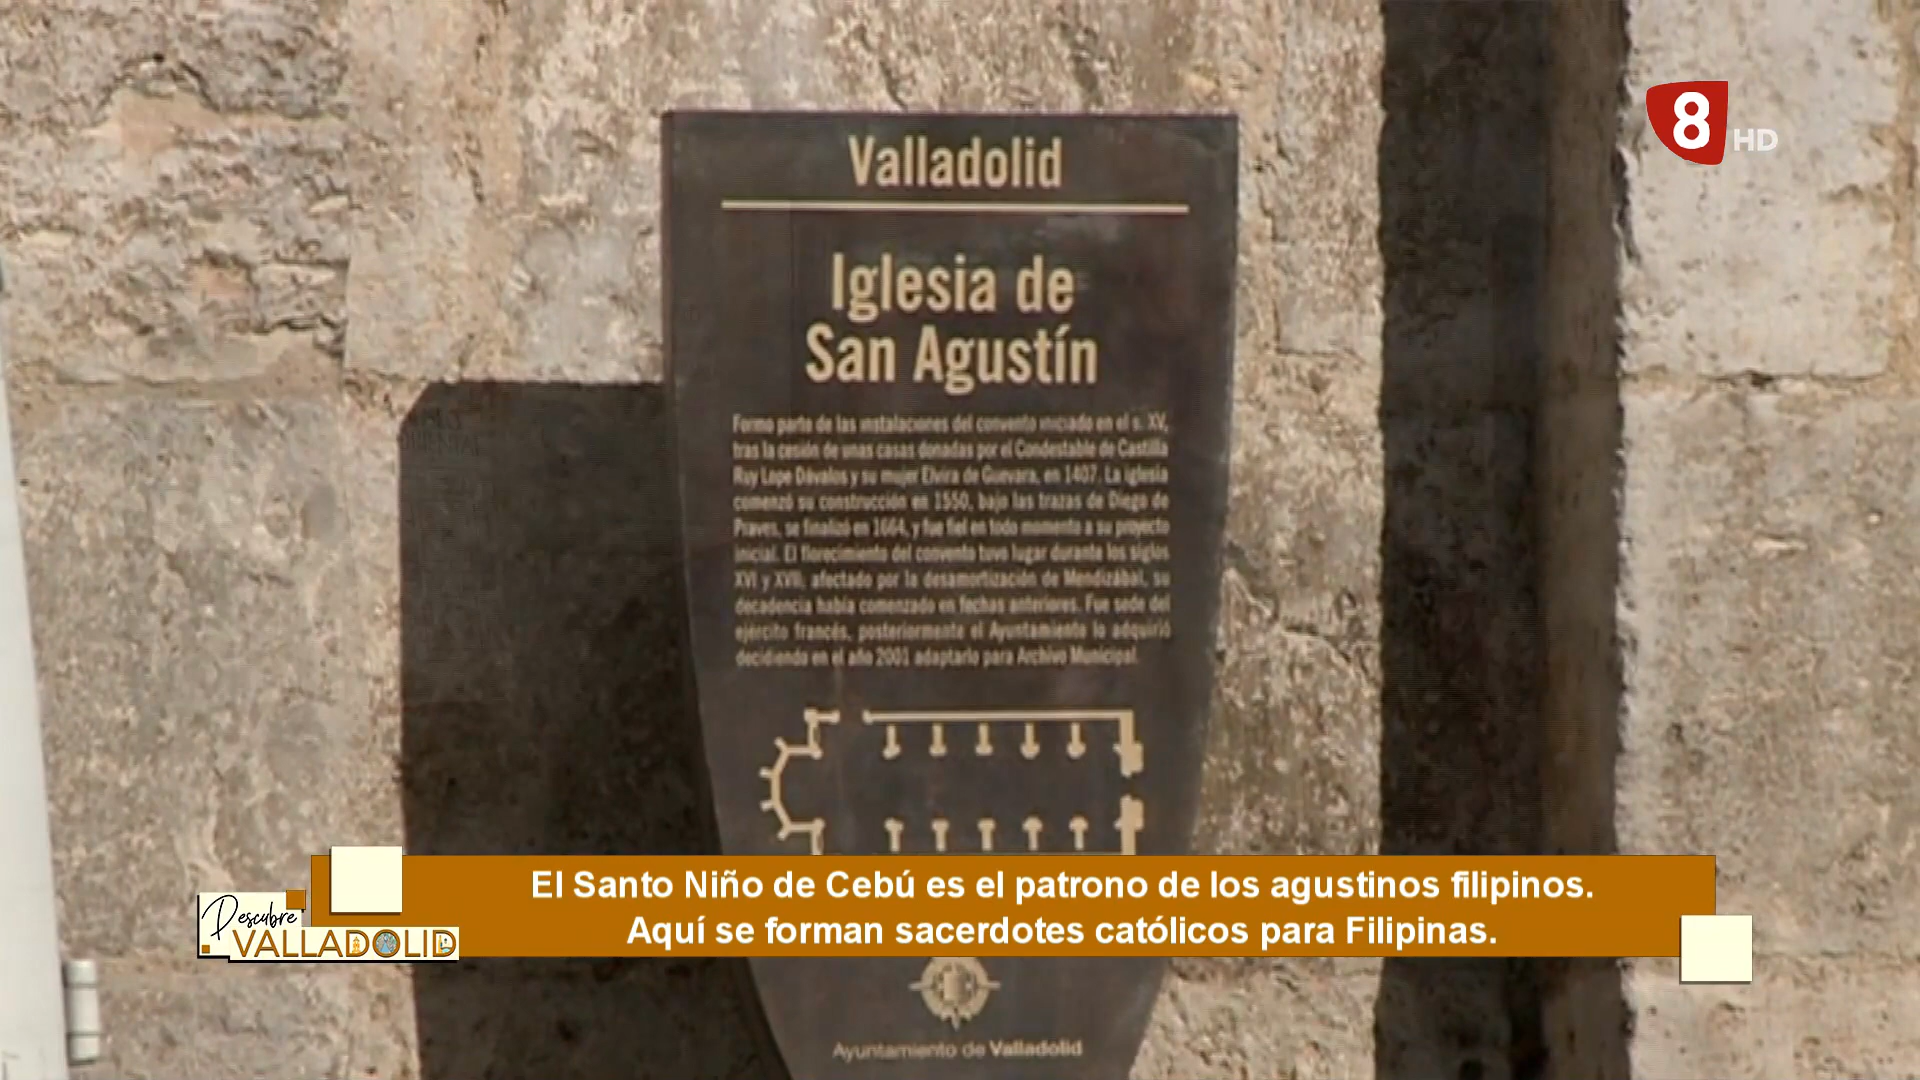 8 HD
Valladolid
Iglesia de
San Agustín
Formo parte de las instalaciones del convento iniciado en el s. XV,
tras la cesión de unas casas donadas por el Condestable de Castilla
Ruy Lope Dávalos y su mujer Elvira de Guevara, en 1407. La iglesia
comenzó su construcción en 1550, bajo las trazas de Diego de
Praves, se finalizó en 1664, y fue fiel en todo momento a su proyecto
inicial. El florecimiento del convento tuvo lugar durante los siglos
XVI y XVII; afectado por la desamortización de Mendizábal, su
decadencia había comenzado en fechas anteriores. Fue sede del
ejército francés, posteriormente el Ayuntamiento lo adquirió
decidiendo en el año 2001 adaptarlo para Archivo Municipal.
El Santo Niño de Cebú es el patrono de los agustinos filipinos.
Aquí se forman sacerdotes católicos para Filipinas.
Descubre
VALLADOLID
Ayuntamiento de Valladolid